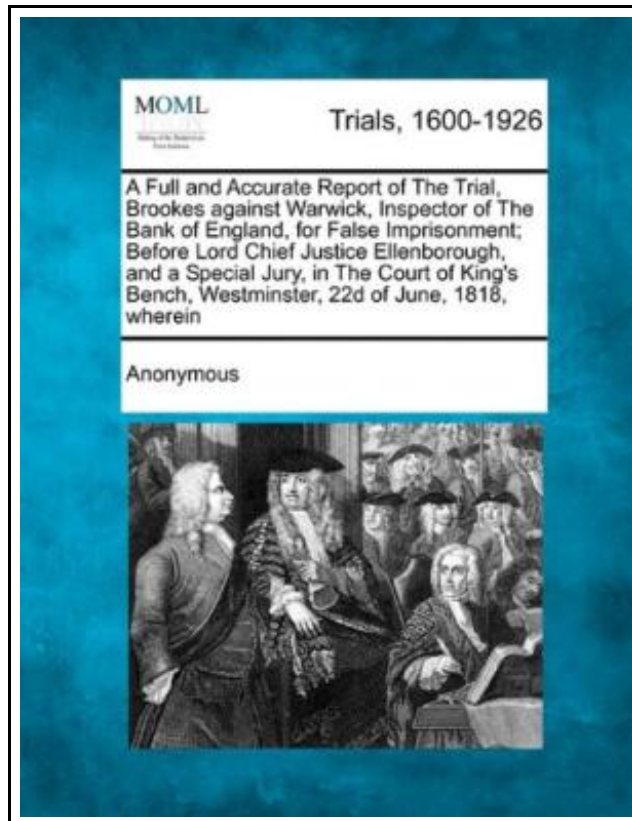 MOML
Trials, 1600-1926
A Full and Accurate Report of The Trial,
Brookes against Warwick, Inspector of The
Bank of England, for False Imprisonment;
Before Lord Chief Justice Ellenborough,
and a Special Jury, in The Court of King's
Bench, Westminster, 22d of June, 1818,
wherein
Anonymous